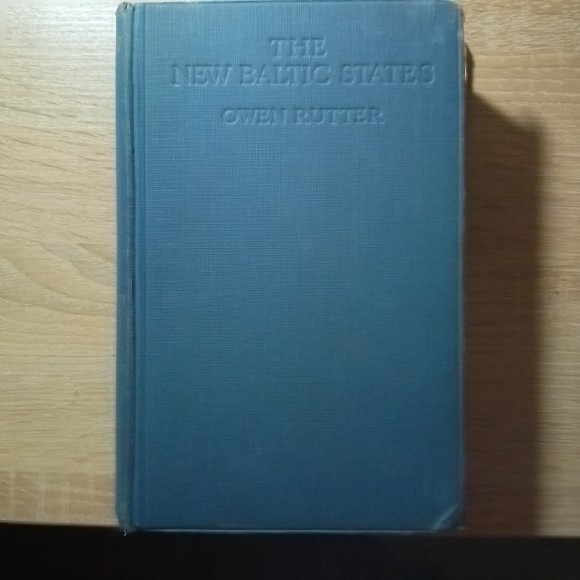 THE
NEW BALTIC STATES
OWEN RUTTER